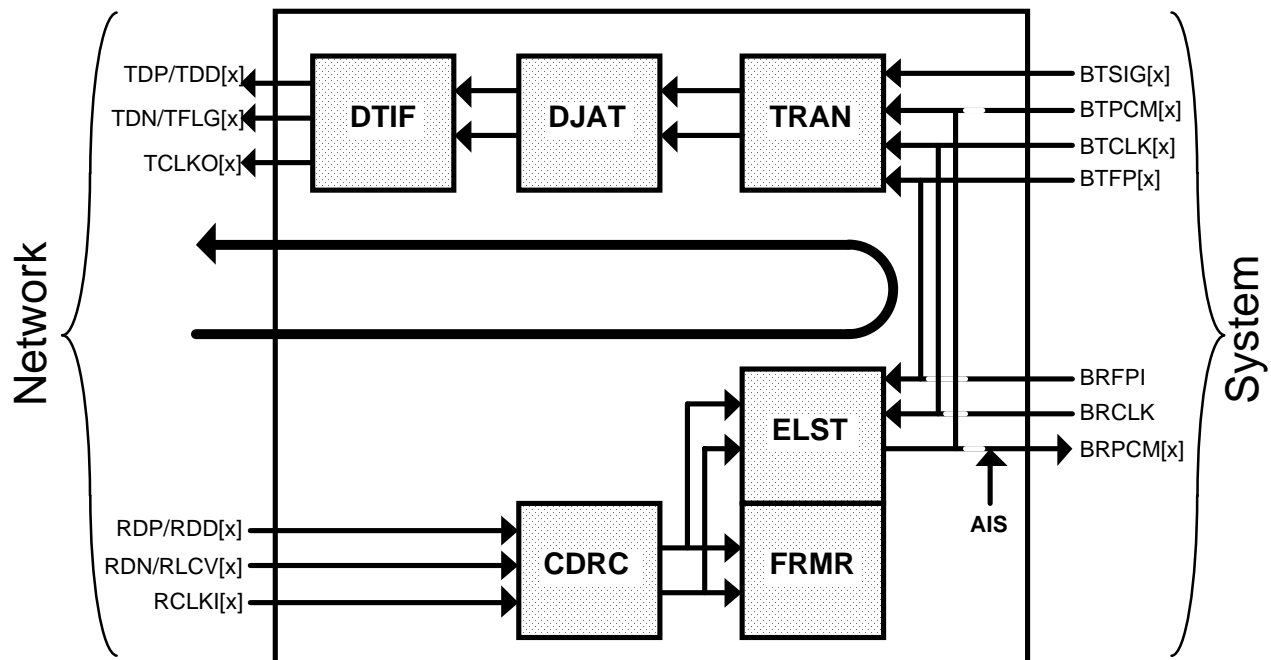 TDP/TDD[x]
TDN/TFLG[x]
TCLKO[x]
DTIF
DJAT
TRAN
BTSIG[x]
BTPCM[x]
BTCLK[x]
BTFP[x]
Network
System
BRFPI
BRCLK
BRPCM[x]
ELST
AIS
RDP/RDD[x]
RDN/RLCV[x]
RCLKI[x]
CDRC
FRMR